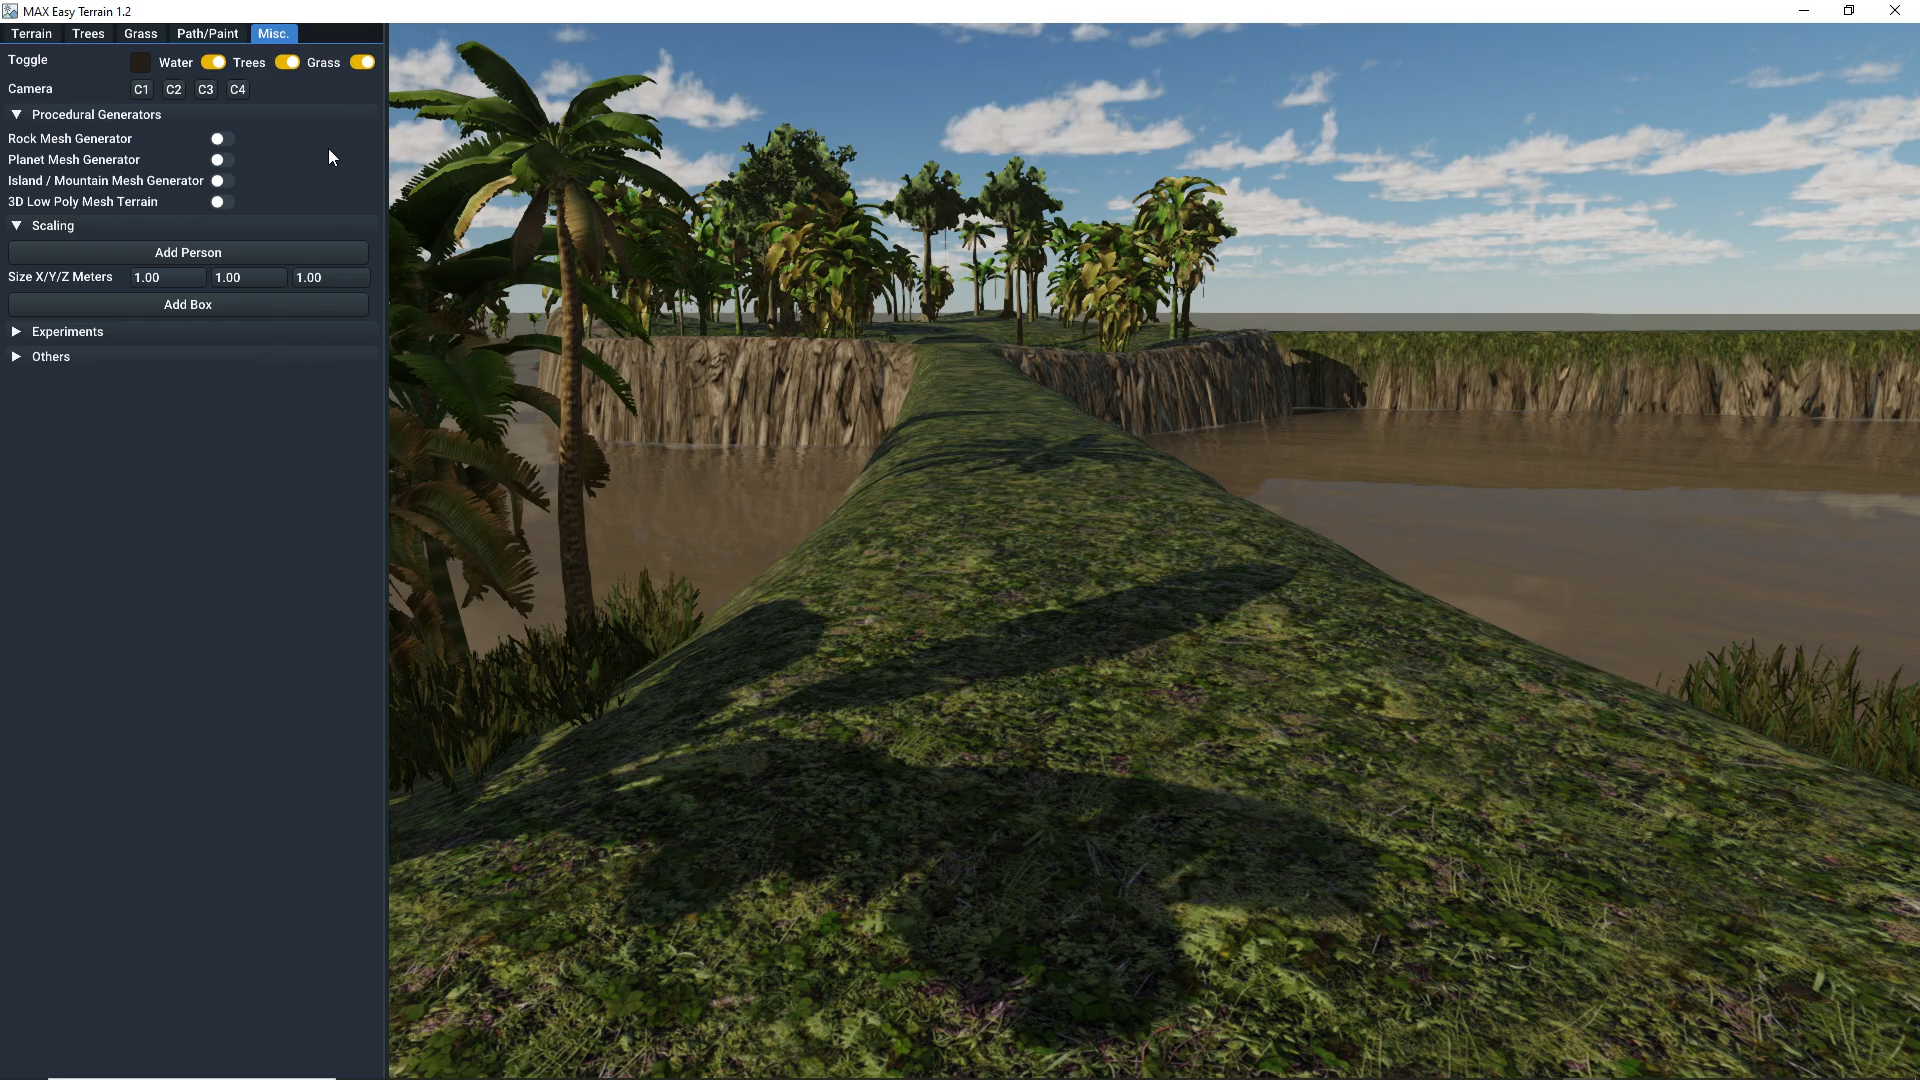 MAX Easy Terrain 1.2
Terrain Trees Grass Path/Paint Misc.
Toggle Water Trees Grass
Camera C1 C2 C3 C4
Procedural Generators
Rock Mesh Generator
Planet Mesh Generator
Island / Mountain Mesh Generator
3D Low Poly Mesh Terrain
Scaling
Add Person
Size X/Y/Z Meters 1.00 1.00 1.00
Add Box
Experiments
Others